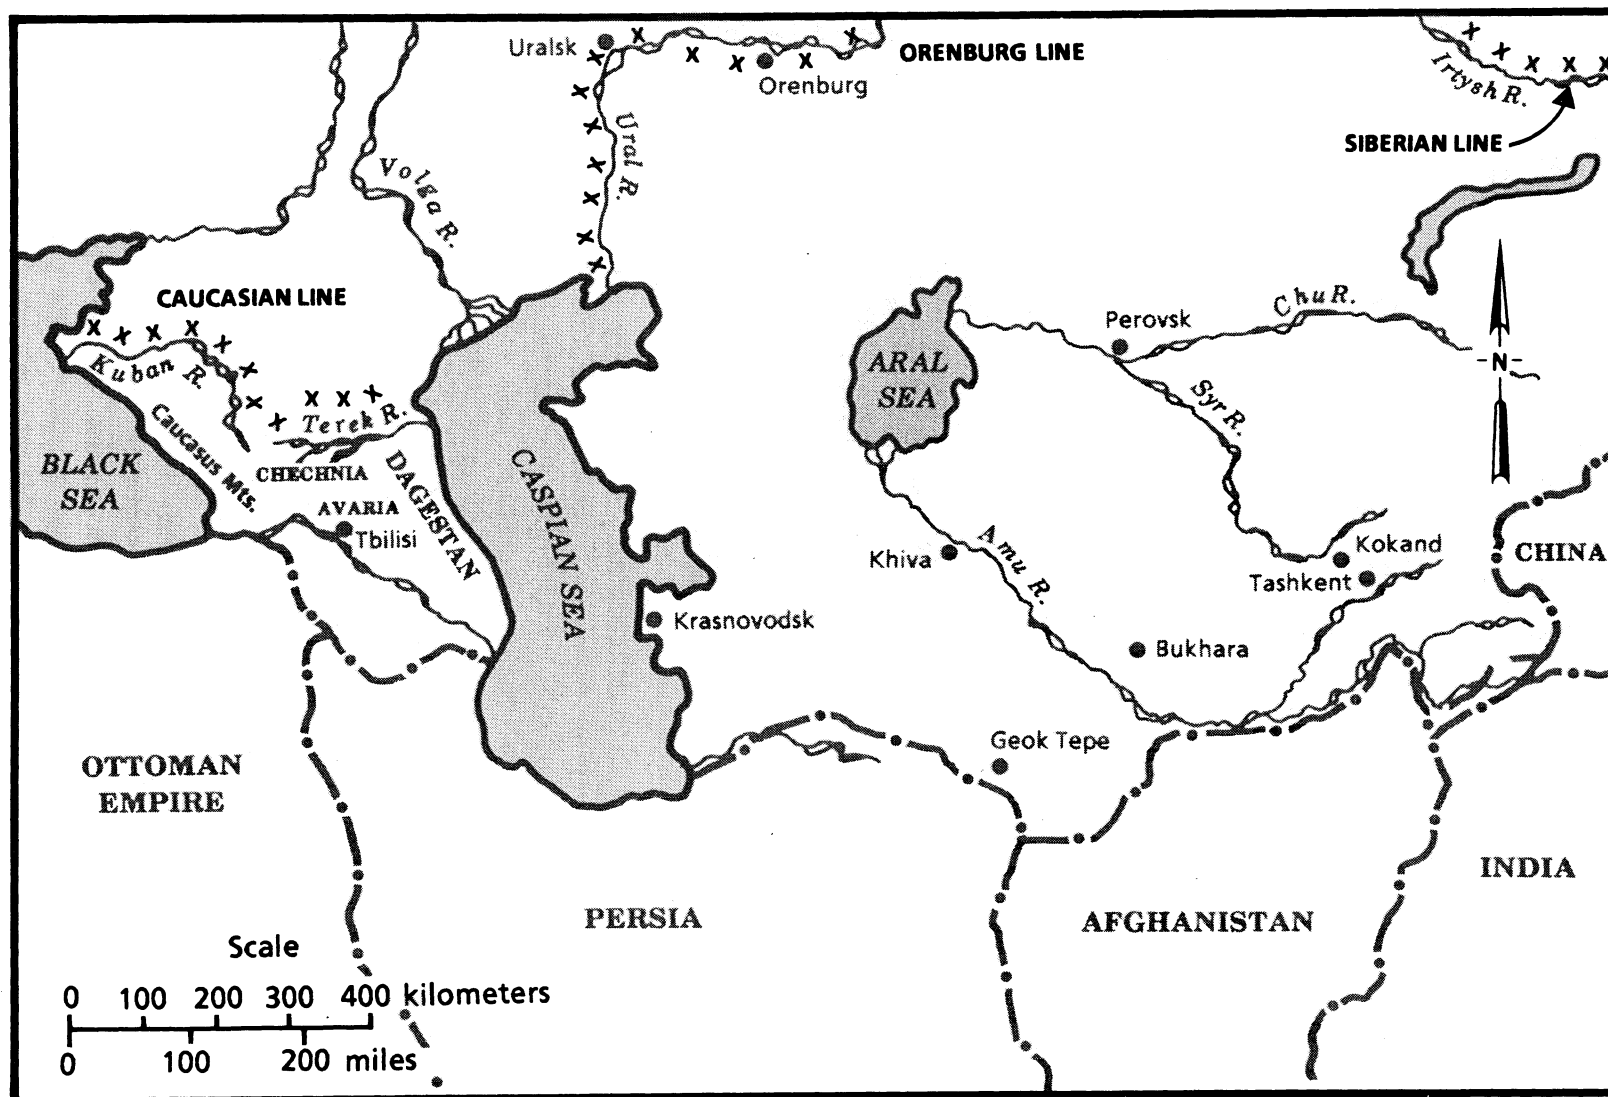 Uralsk
ORENBURG LINE
Orenburg
Irtysh R.
SIBERIAN LINE
Ural R.
Volga R.
CAUCASIAN LINE
Kuban R.
Terek R.
Caucasus Mts.
CHECHNIA
DAGESTAN
AVARIA
Tbilisi
BLACK
SEA
CASPIAN SEA
ARAL
SEA
Perovsk
Chu R.
Syr R.
N
Khiva
Amu R.
Kokand
Tashkent
CHINA
Krasnovodsk
Bukhara
Geok Tepe
OTTOMAN
EMPIRE
PERSIA
AFGHANISTAN
INDIA
Scale
0 100 200 300 400 kilometers
0 100 200 miles